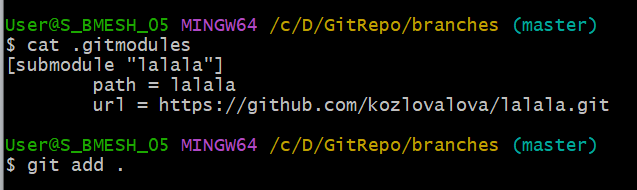 User@S_BMESH_05 MINGW64 /c/D/GitRepo/branches (master)
$ cat .gitmodules
[submodule "lalala"]
        path = lalala
        url = https://github.com/kozlovalova/lalala.git
User@S_BMESH_05 MINGW64 /c/D/GitRepo/branches (master)
$ git add .